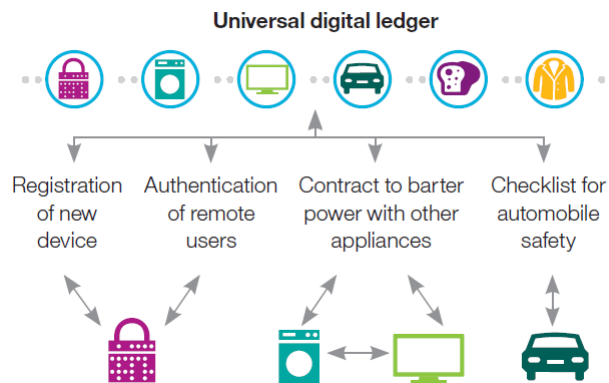 Universal digital ledger
Registration
of new
device
Authentication
of remote
users
Contract to barter
power with other
appliances
Checklist for
automobile
safety